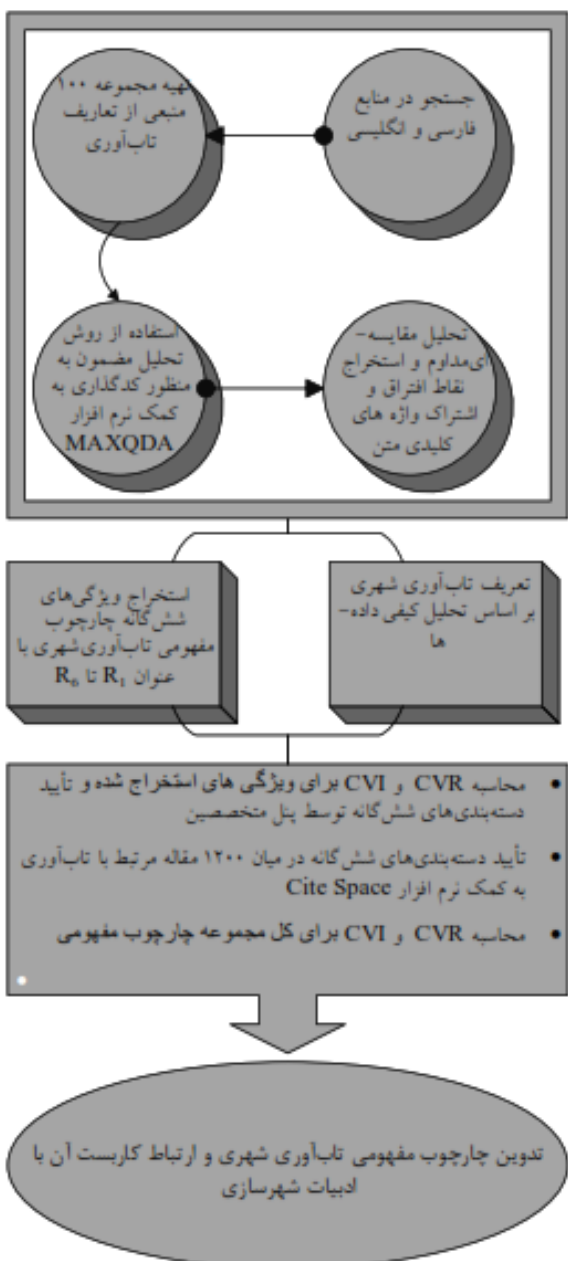 جستجو در منابع
فارسی و انگلیسی
تهیه مجموعه ۱۰۰
منبعی از تعاریف
تاب‌آوری
استفاده از روش
تحلیل مضمون به
منظور کدگذاری به
کمک نرم افزار
MAXQDA
تحلیل مقایسه-
ای‌مداوم و استخراج
نقاط افتراق و
اشتراک واژه های
کلیدی متن
تعریف تاب‌آوری شهری
بر اساس تحلیل کیفی داده-
ها
استخراج ویژگی‌های
شش‌گانه چارچوب
مفهومی تاب‌آوری‌شهری با
عنوان R₁ تا R₆
• محاسبه CVR و CVI برای ویژگی های استخراج شده و تأیید
دسته‌بندی‌های شش‌گانه توسط پنل متخصصین
• تأیید دسته‌بندی‌های شش‌گانه در میان ۱۲۰۰ مقاله مرتبط با تاب‌آوری
به کمک نرم افزار Cite Space
• محاسبه CVR و CVI برای کل مجموعه چارچوب مفهومی
تدوین چارچوب مفهومی تاب‌آوری شهری و ارتباط کاربست آن با
ادبیات شهرسازی